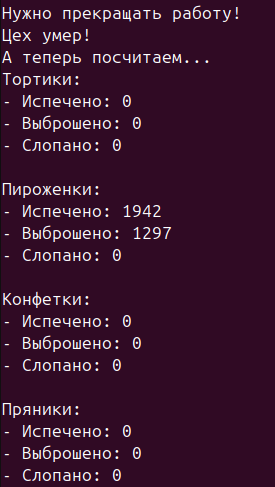 Нужно прекращать работу!
Цех умер!
А теперь посчитаем...
Тортики:
- Испечено: 0
- Выброшено: 0
- Слопано: 0
Пироженки:
- Испечено: 1942
- Выброшено: 1297
- Слопано: 0
Конфетки:
- Испечено: 0
- Выброшено: 0
- Слопано: 0
Пряники:
- Испечено: 0
- Выброшено: 0
- Слопано: 0